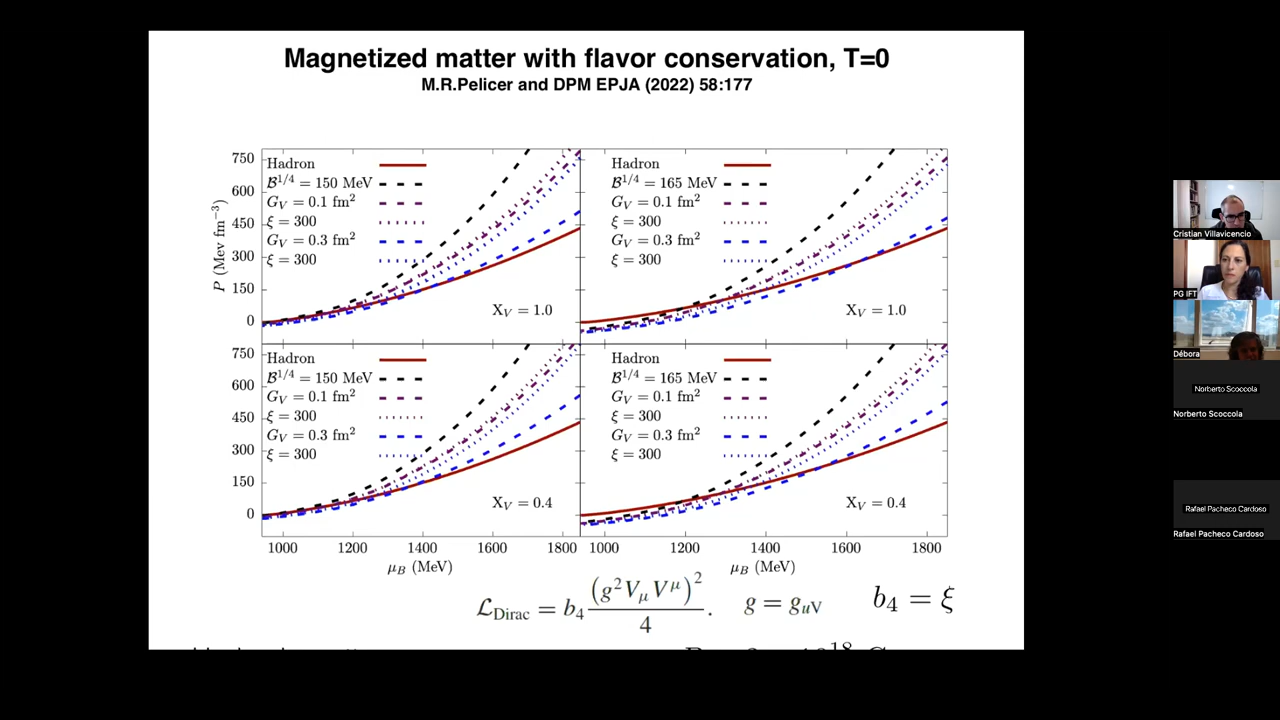 Magnetized matter with flavor conservation, T=0
M.R.Pelicer and DPM EPJA (2022) 58:177
P (Mev fm⁻³)
750
600
450
300
150
0
Hadron
𝓑^{1/4} = 150 MeV
G_V = 0.1 fm²
ξ = 300
G_V = 0.3 fm²
ξ = 300
X_V = 1.0
Hadron
𝓑^{1/4} = 165 MeV
G_V = 0.1 fm²
ξ = 300
G_V = 0.3 fm²
ξ = 300
X_V = 1.0
750
600
450
300
150
0
Hadron
𝓑^{1/4} = 150 MeV
G_V = 0.1 fm²
ξ = 300
G_V = 0.3 fm²
ξ = 300
X_V = 0.4
Hadron
𝓑^{1/4} = 165 MeV
G_V = 0.1 fm²
ξ = 300
G_V = 0.3 fm²
ξ = 300
X_V = 0.4
1000 1200 1400 1600 1800
1000 1200 1400 1600 1800
μ_B (MeV)
μ_B (MeV)
𝓛_Dirac = b₄ (g² V_μ V^μ)² / 4 . g = g_{uV} b₄ = ξ
Cristian Villavicencio
PG IFT
Débora
Norberto Scoccola
Norberto Scoccola
Rafael Pacheco Cardoso
Rafael Pacheco Cardoso